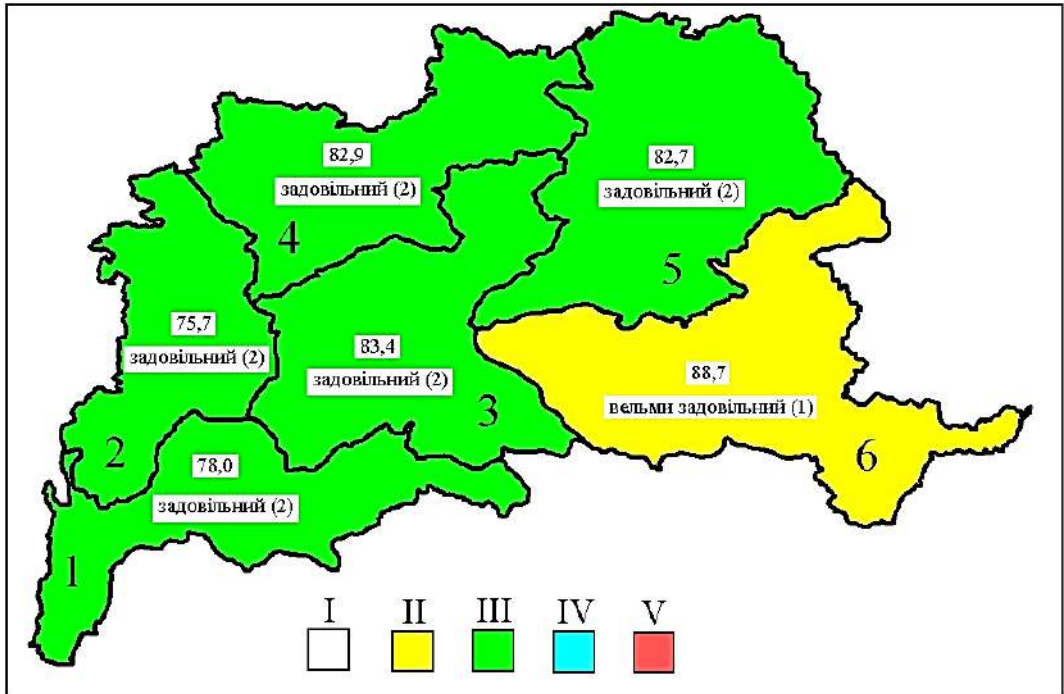 82,9
задовільний (2)
4
82,7
задовільний (2)
5
75,7
задовільний (2)
2
83,4
задовільний (2)
3
88,7
вельми задовільний (1)
6
78,0
задовільний (2)
1
I II III IV V